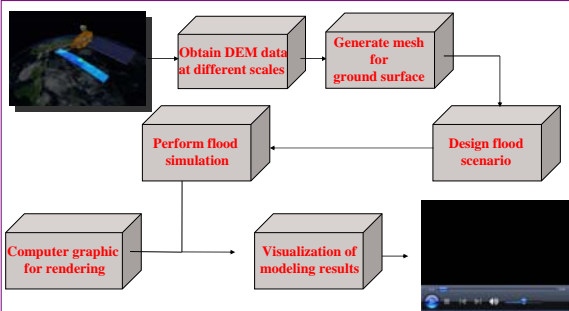 Obtain DEM data
at different scales
Generate mesh
for
ground surface
Design flood
scenario
Perform flood
simulation
Computer graphic
for rendering
Visualization of
modeling results